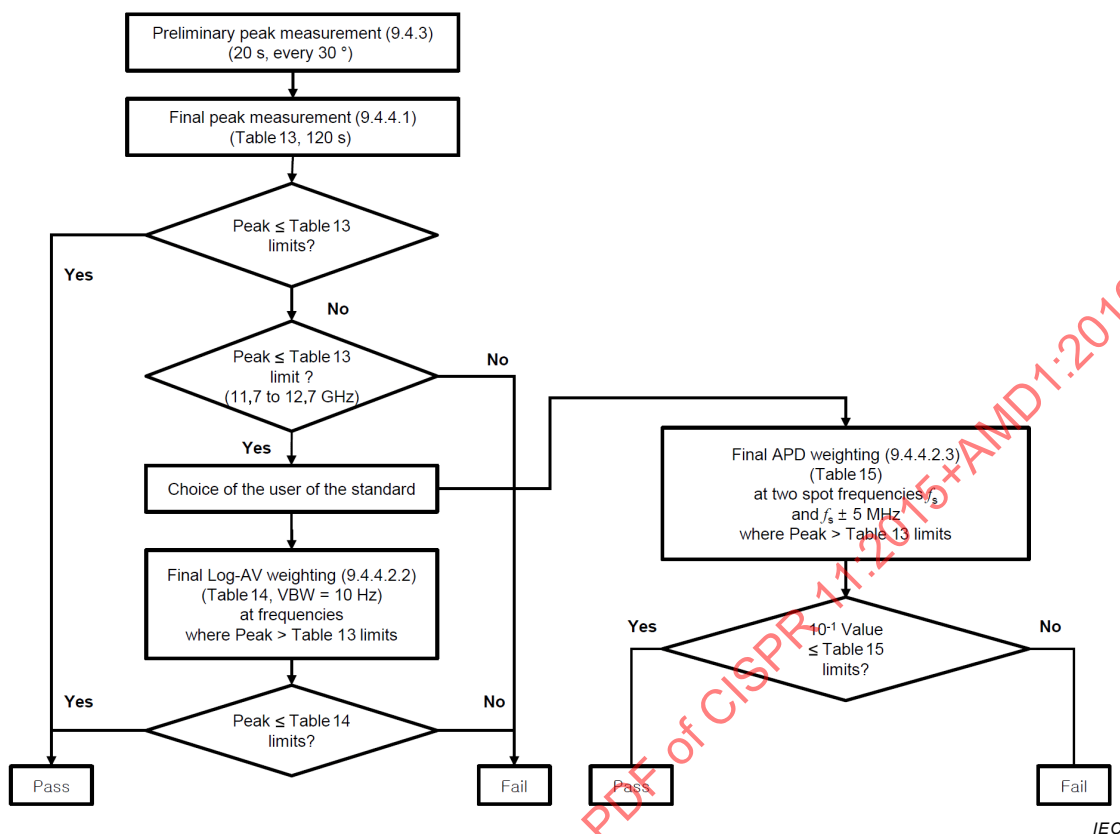 Preliminary peak measurement (9.4.3)
(20 s, every 30 °)
Final peak measurement (9.4.4.1)
(Table 13, 120 s)
Peak ≤ Table 13
limits?
Yes
No
Peak ≤ Table 13
limit ?
(11,7 to 12,7 GHz)
No
Yes
Choice of the user of the standard
Final Log-AV weighting (9.4.4.2.2)
(Table 14, VBW = 10 Hz)
at frequencies
where Peak > Table 13 limits
Yes
Peak ≤ Table 14
limits?
No
Pass
Fail
Final APD weighting (9.4.4.2.3)
(Table 15)
at two spot frequencies fs
and fs ± 5 MHz
where Peak > Table 13 limits
Yes
10-1 Value
≤ Table 15
limits?
No
Pass
Fail
PDF of CISPR 11:2015+AMD1:201
IEC